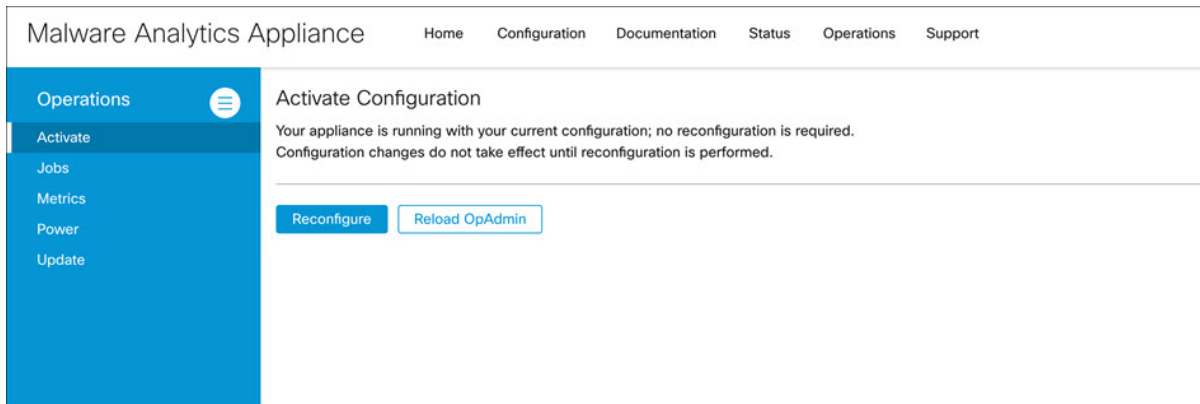 Malware Analytics Appliance Home Configuration Documentation Status Operations Support
Operations
Activate
Jobs
Metrics
Power
Update
Activate Configuration
Your appliance is running with your current configuration; no reconfiguration is required.
Configuration changes do not take effect until reconfiguration is performed.
Reconfigure Reload OpAdmin